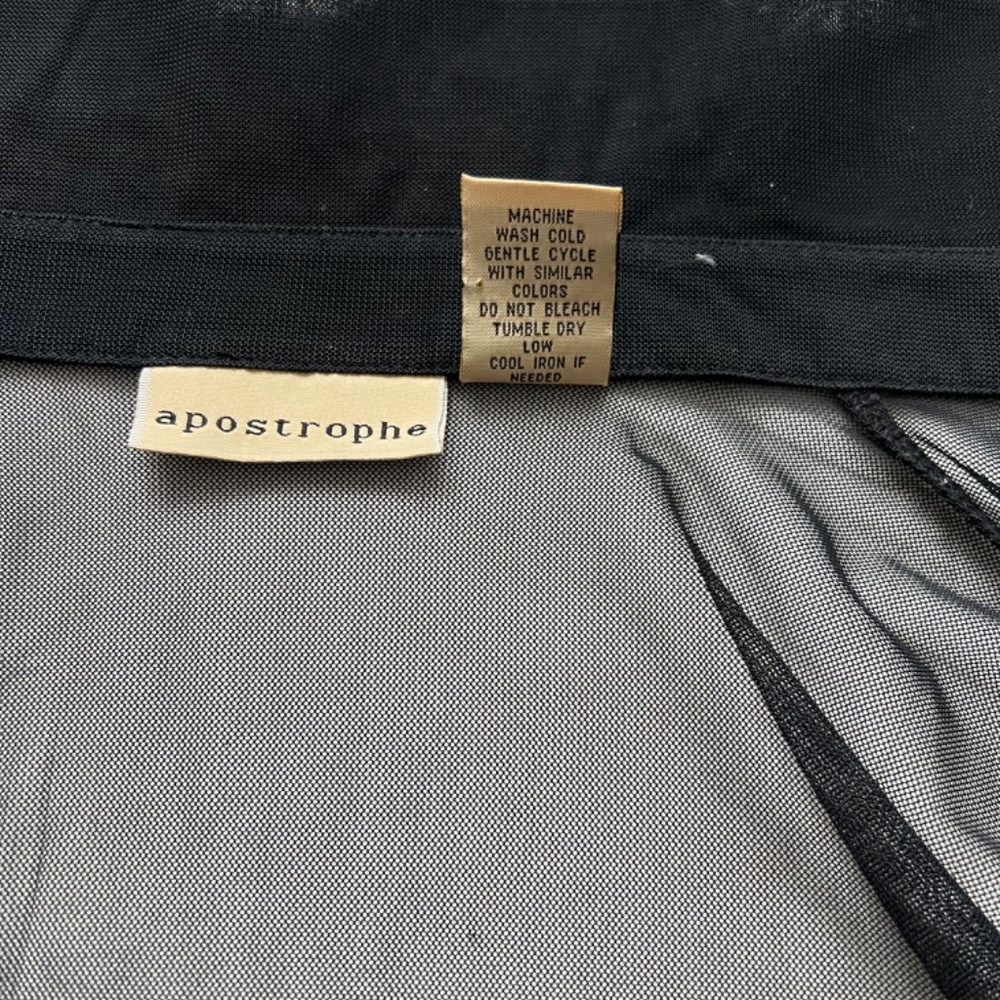 MACHINE
WASH COLD
GENTLE CYCLE
WITH SIMILAR
COLORS
DO NOT BLEACH
TUMBLE DRY
LOW
COOL IRON IF
NEEDED
apostrophe